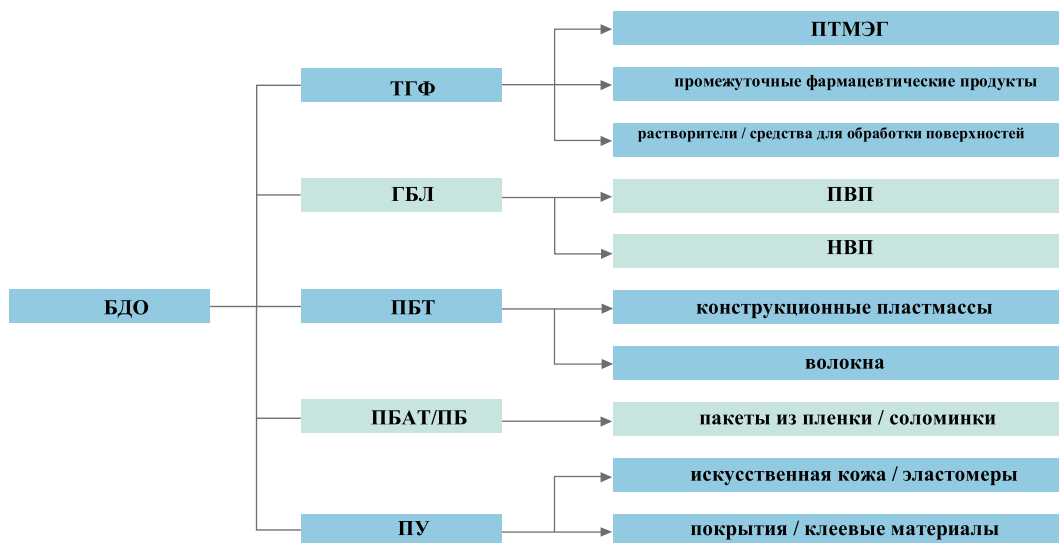 ПТМЭГ
ТГФ
промежуточные фармацевтические продукты
растворители / средства для обработки поверхностей
ГБЛ
ПВП
НВП
БДО
ПБТ
конструкционные пластмассы
волокна
ПБАТ/ПБ
пакеты из пленки / соломинки
искусственная кожа / эластомеры
ПУ
покрытия / клеевые материалы